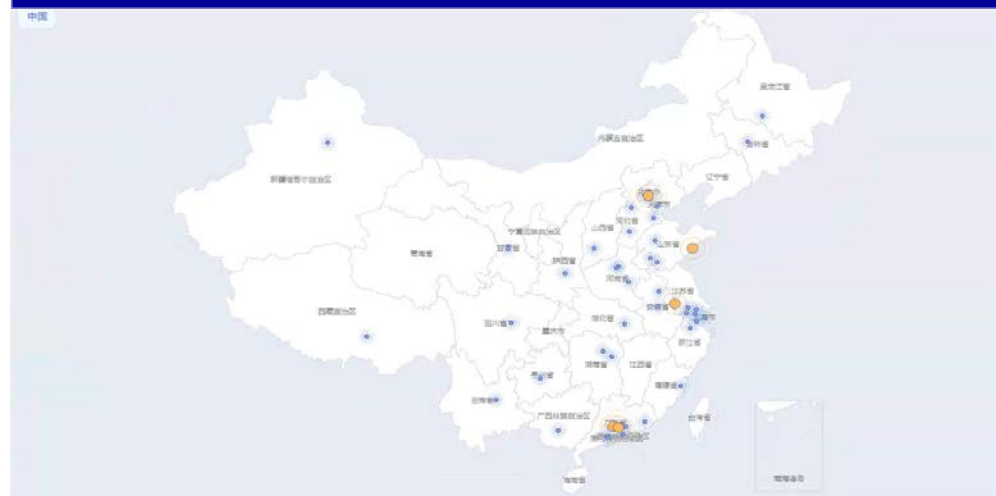 中国
黑龙江省
吉林省
内蒙古自治区
辽宁省
新疆维吾尔自治区
河北省
山西省
宁夏回族自治区
山东省
甘肃省
青海省
陕西省
河南省
江苏省
西藏自治区
安徽省
湖北省
四川省
重庆市
浙江省
湖南省
江西省
贵州省
福建省
云南省
广西壮族自治区
台湾省
海南省
南海诸岛